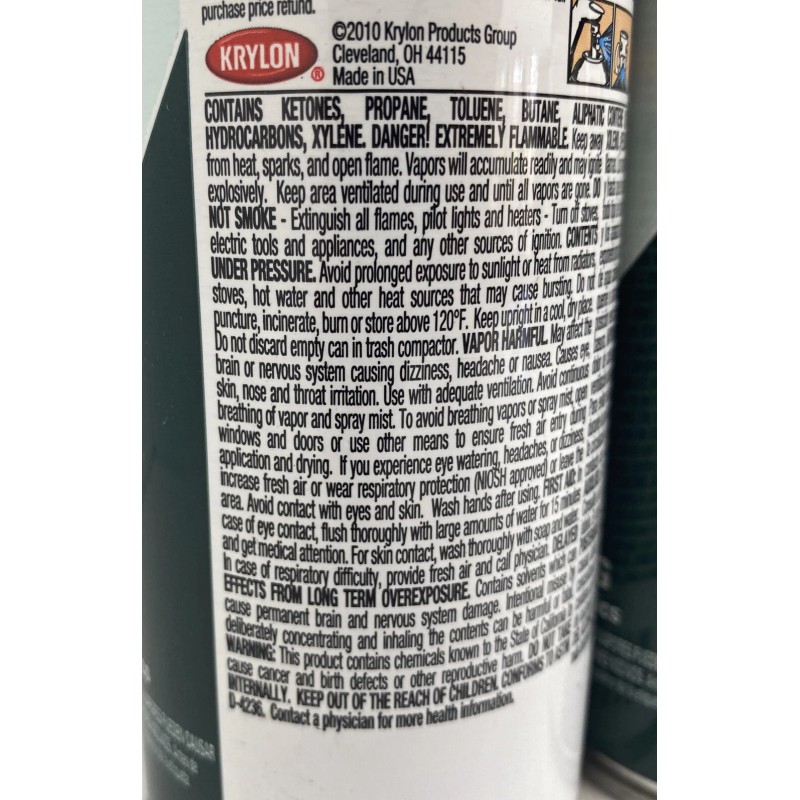 purchase price refund.
KRYLON ®
©2010 Krylon Products Group
Cleveland, OH 44115
Made in USA
CONTAINS KETONES, PROPANE, TOLUENE, BUTANE, ALIPHATIC
HYDROCARBONS, XYLENE. DANGER! EXTREMELY FLAMMABLE. Keep away
from heat, sparks, and open flame. Vapors will accumulate readily and may ignite
explosively. Keep area ventilated during use and until all vapors are gone. DO
NOT SMOKE - Extinguish all flames, pilot lights and heaters - Turn off stoves,
electric tools and appliances, and any other sources of ignition. CONTENTS
UNDER PRESSURE. Avoid prolonged exposure to sunlight or heat from radiators,
stoves, hot water and other heat sources that may cause bursting. Do not
puncture, incinerate, burn or store above 120°F. Keep upright in a cool, dry place.
Do not discard empty can in trash compactor. VAPOR HARMFUL. May affect the
brain or nervous system causing dizziness, headache or nausea. Causes eye,
skin, nose and throat irritation. Use with adequate ventilation. Avoid continuous
breathing of vapor and spray mist. To avoid breathing vapors or spray mist, open
windows and doors or use other means to ensure fresh air entry during
application and drying. If you experience eye watering, headaches, or dizziness,
increase fresh air or wear respiratory protection (NIOSH approved) or leave the
area. Avoid contact with eyes and skin. Wash hands after using. FIRST AID: In
case of eye contact, flush thoroughly with large amounts of water for 15 minutes
and get medical attention. For skin contact, wash thoroughly with soap and water.
In case of respiratory difficulty, provide fresh air and call physician. DELAYED
EFFECTS FROM LONG TERM OVEREXPOSURE. Contains solvents which can
cause permanent brain and nervous system damage. Intentional misuse by
deliberately concentrating and inhaling the contents can be harmful or fatal.
WARNING: This product contains chemicals known to the State of California to
cause cancer and birth defects or other reproductive harm. DO NOT TAKE
INTERNALLY. KEEP OUT OF THE REACH OF CHILDREN. CONFORMS TO ASTM
D-4236. Contact a physician for more health information.